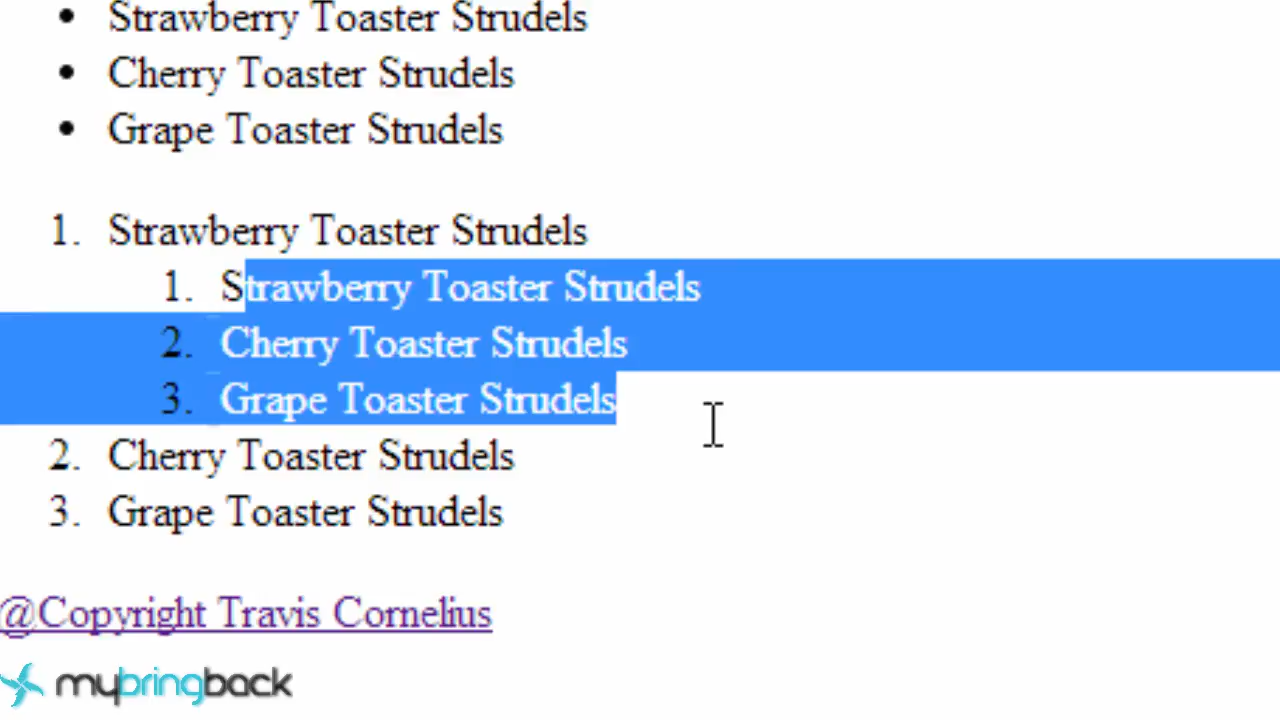 • Strawberry Toaster Strudels
• Cherry Toaster Strudels
• Grape Toaster Strudels
1. Strawberry Toaster Strudels
1. Strawberry Toaster Strudels
2. Cherry Toaster Strudels
3. Grape Toaster Strudels
2. Cherry Toaster Strudels
3. Grape Toaster Strudels
@Copyright Travis Cornelius
mybringback